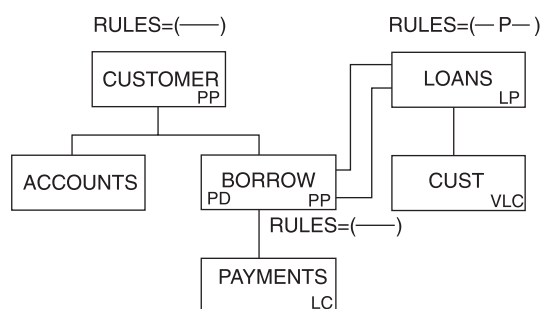 RULES=(——) RULES=(—P—)
CUSTOMER LOANS
PP LP
ACCOUNTS BORROW CUST
PD PP VLC
RULES=(——)
PAYMENTS
LC